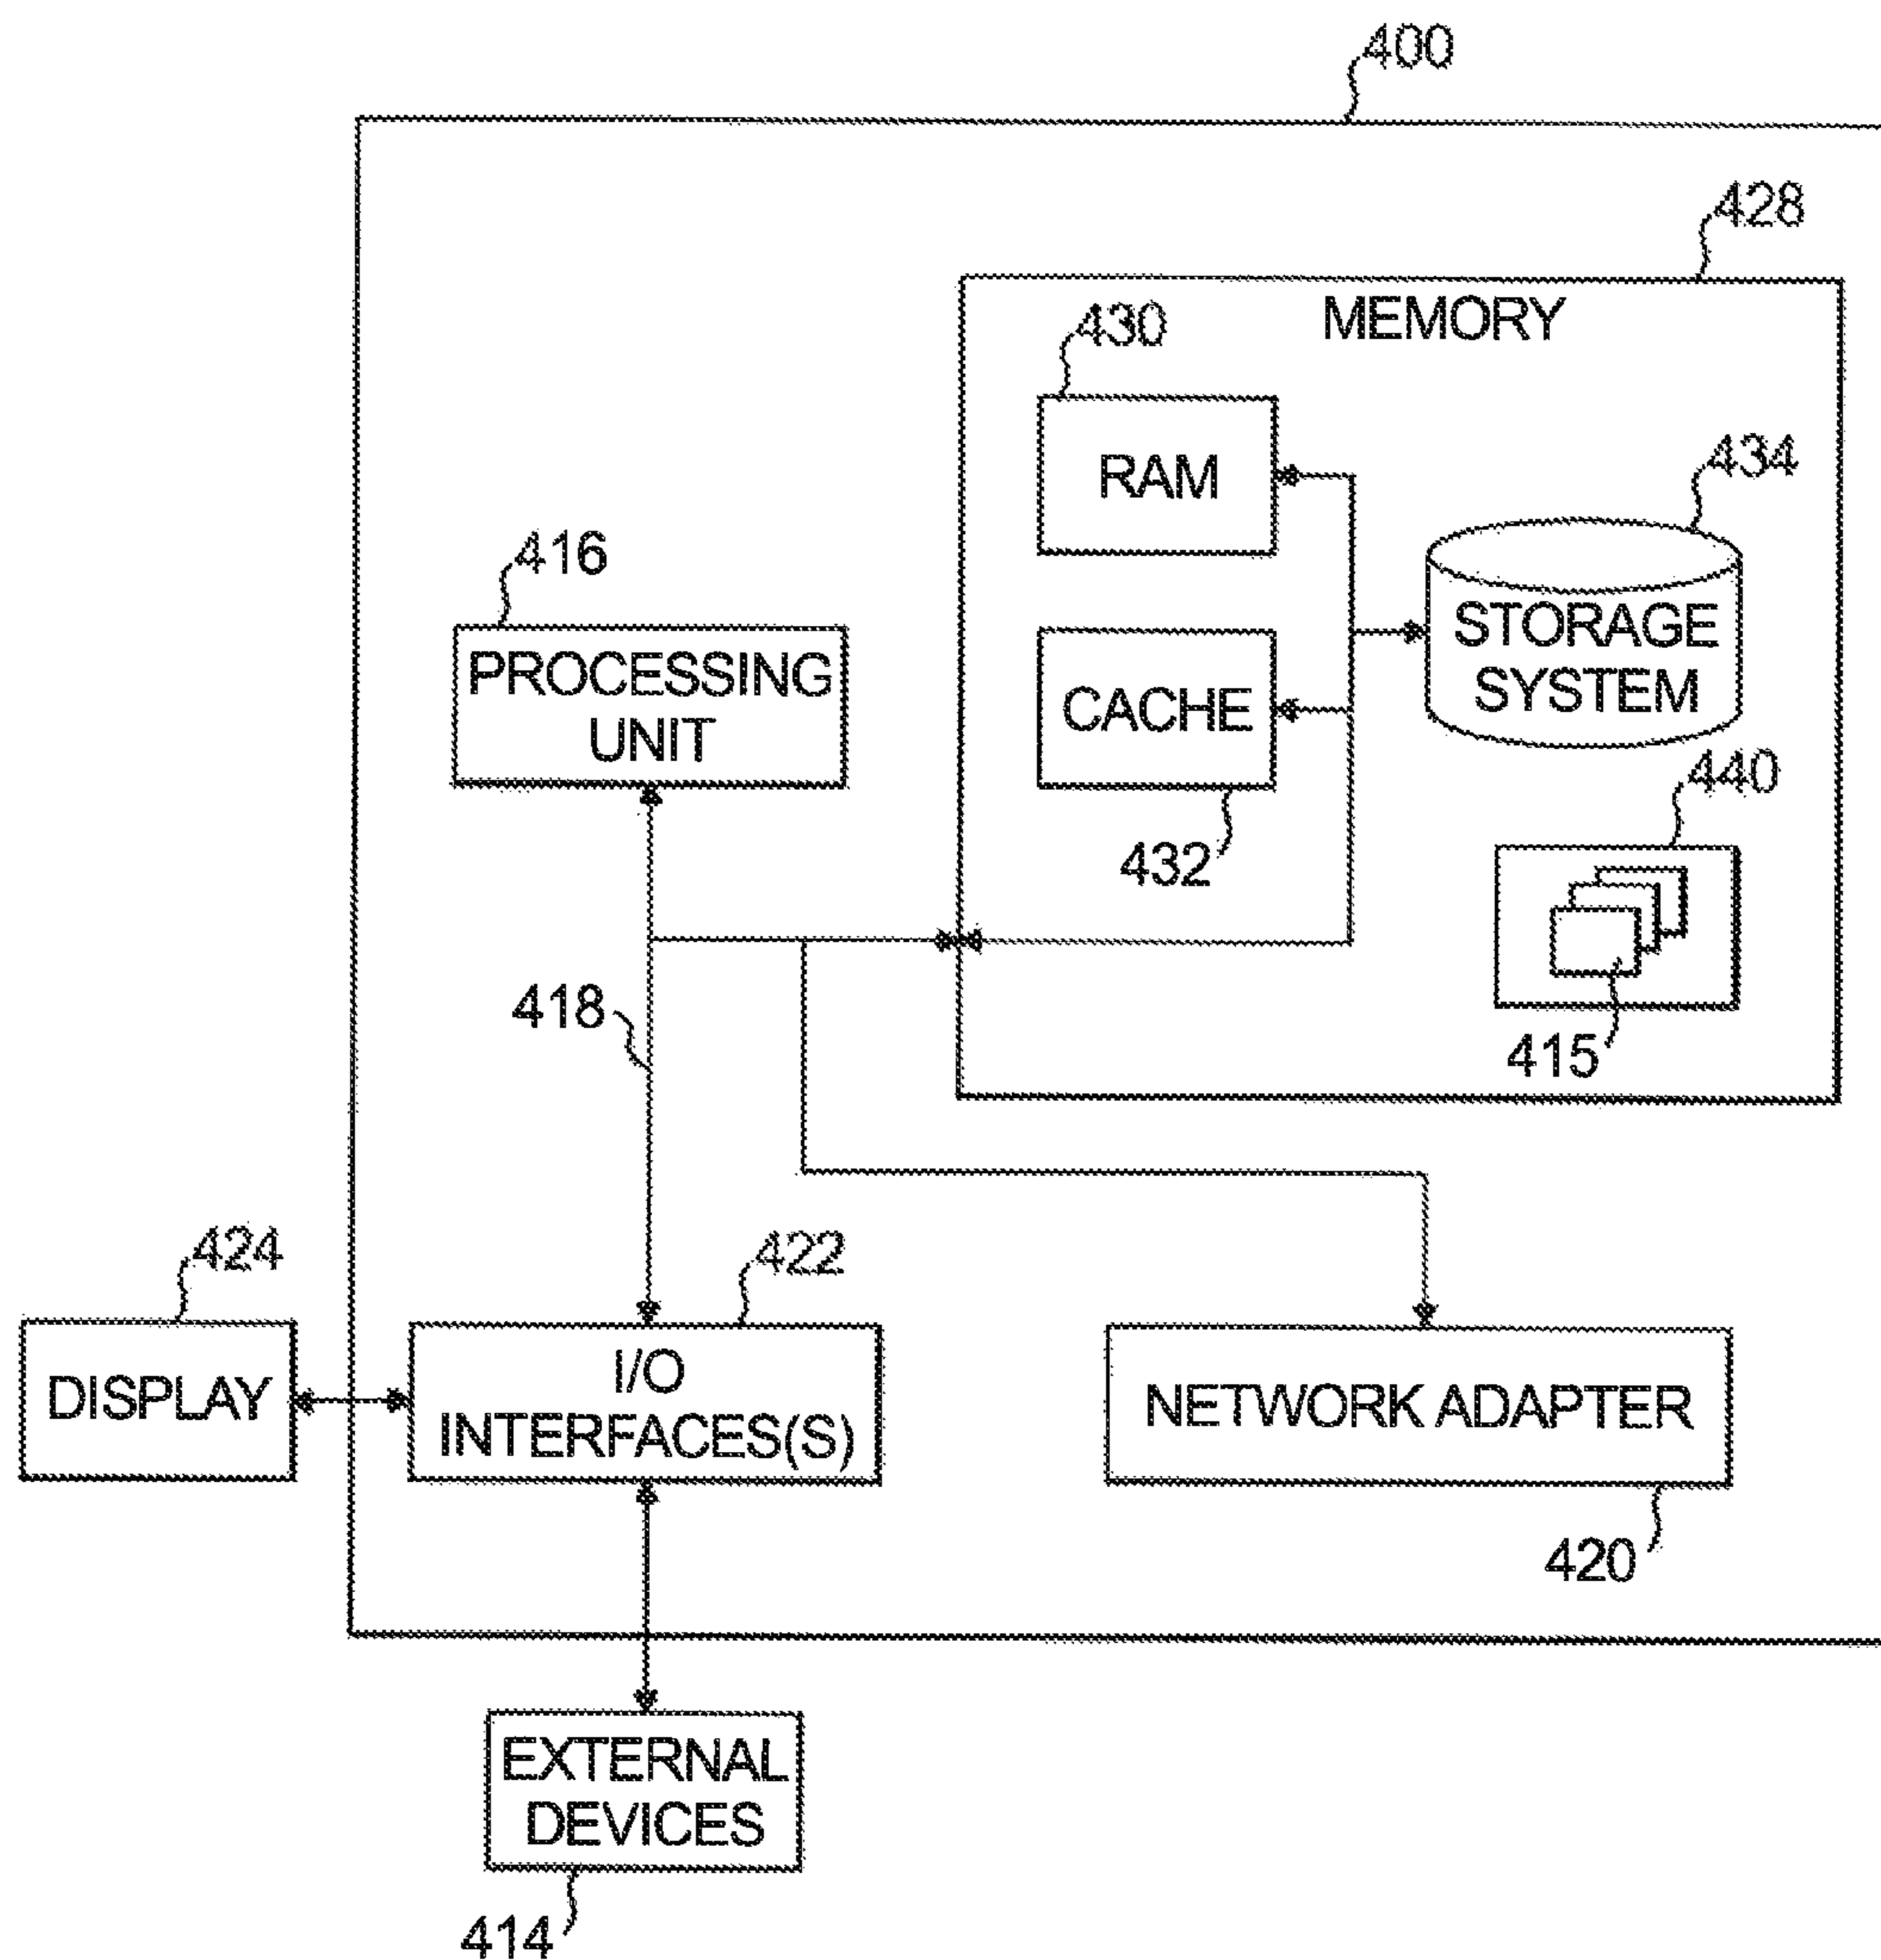 400
428
MEMORY
430
RAM
434
STORAGE
SYSTEM
416
PROCESSING
UNIT
CACHE
432
440
415
418
424
DISPLAY
422
I/O
INTERFACES(S)
NETWORK ADAPTER
420
EXTERNAL
DEVICES
414